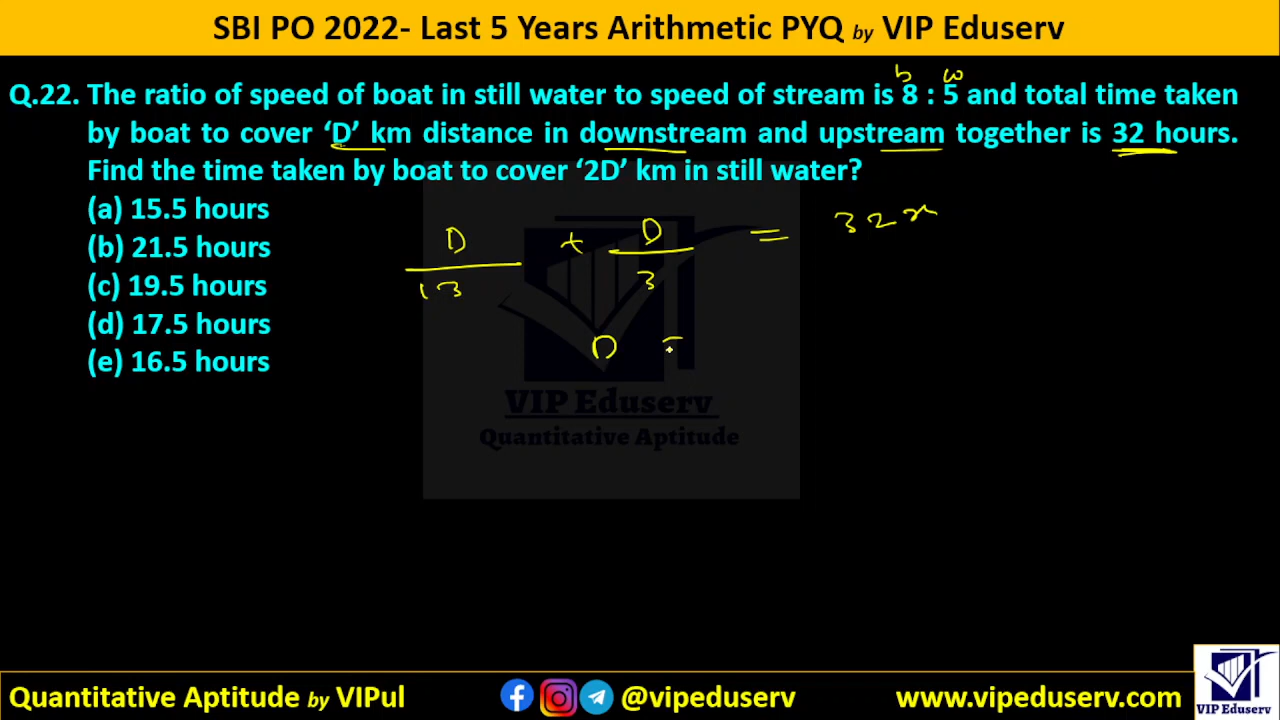 SBI PO 2022- Last 5 Years Arithmetic PYQ by VIP Eduserv
b w
Q.22. The ratio of speed of boat in still water to speed of stream is 8 : 5 and total time taken
by boat to cover ‘D’ km distance in downstream and upstream together is 32 hours.
Find the time taken by boat to cover ‘2D’ km in still water?
(a) 15.5 hours
(b) 21.5 hours
(c) 19.5 hours
(d) 17.5 hours
(e) 16.5 hours
D/13 + D/3 = 32x
D =
VIP Eduserv
Quantitative Aptitude
Quantitative Aptitude by VIPul
@vipeduserv
www.vipeduserv.com
VIP Eduserv